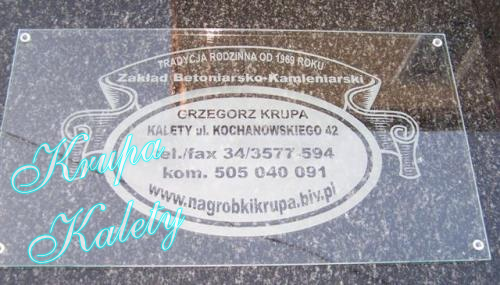 TRADYCJA RODZINNA OD 1969 ROKU
Zakład Betoniarsko-Kamieniarski
GRZEGORZ KRUPA
KALETY ul. KOCHANOWSKIEGO 42
tel./fax 34/3577-594
kom. 505 040 091
www.nagrobkikrupa.biv.pl
Krupa
Kalety